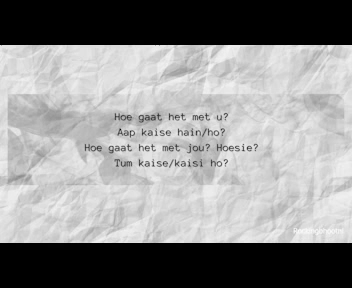 Hoe gaat het met u?
Aap kaise hain/ho?
Hoe gaat het met jou? Hoesie?
Tum kaise/kaisi ho?